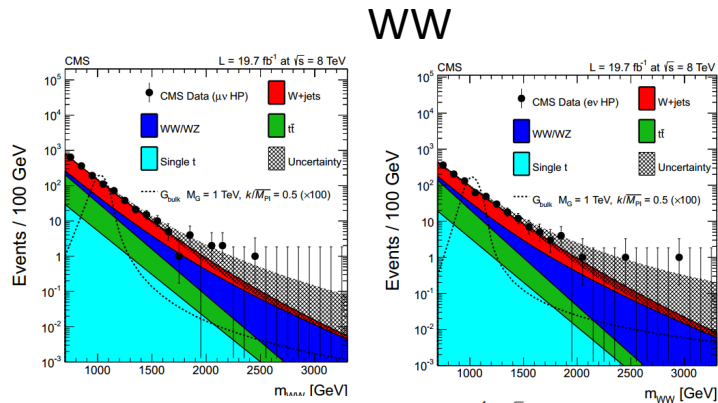 WW
CMS L = 19.7 fb⁻¹ at √s = 8 TeV
Events / 100 GeV
10⁵
10⁴
10³
10²
10
1
10⁻¹
10⁻²
10⁻³
CMS Data (μν HP)
W+jets
WW/WZ
tt̄
Single t
Uncertainty
G_bulk M_G = 1 TeV, k/M̅_Pl = 0.5 (×100)
1000 1500 2000 2500 3000
m_WW [GeV]
CMS L = 19.7 fb⁻¹ at √s = 8 TeV
Events / 100 GeV
10⁵
10⁴
10³
10²
10
1
10⁻¹
10⁻²
10⁻³
CMS Data (eν HP)
W+jets
WW/WZ
tt̄
Single t
Uncertainty
G_bulk M_G = 1 TeV, k/M̅_Pl = 0.5 (×100)
1000 1500 2000 2500 3000
m_WW [GeV]